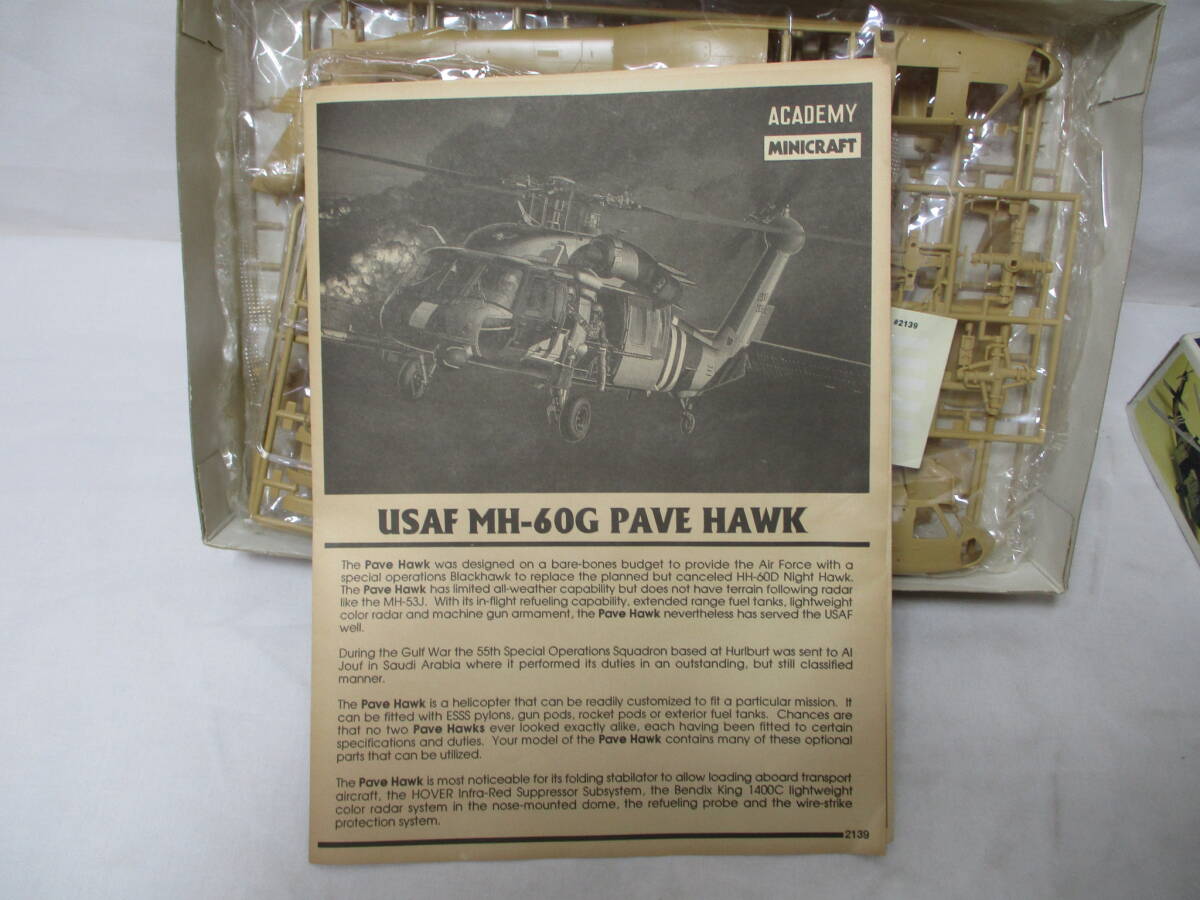 ACADEMY
MINICRAFT
#2139
USAF MH-60G PAVE HAWK
The Pave Hawk was designed on a bare-bones budget to provide the Air Force with a
special operations Blackhawk to replace the planned but canceled HH-60D Night Hawk.
The Pave Hawk has limited all-weather capability but does not have terrain following radar
like the MH-53J. With its in-flight refueling capability, extended range fuel tanks, lightweight
color radar and machine gun armament, the Pave Hawk nevertheless has served the USAF
well.
During the Gulf War the 55th Special Operations Squadron based at Hurlburt was sent to Al
Jouf in Saudi Arabia where it performed its duties in an outstanding, but still classified
manner.
The Pave Hawk is a helicopter that can be readily customized to fit a particular mission. It
can be fitted with ESSS pylons, gun pods, rocket pods or exterior fuel tanks. Chances are
that no two Pave Hawks ever looked exactly alike, each having been fitted to certain
specifications and duties. Your model of the Pave Hawk contains many of these optional
parts that can be utilized.
The Pave Hawk is most noticeable for its folding stabilator to allow loading aboard transport
aircraft, the HOVER Infra-Red Suppressor Subsystem, the Bendix King 1400C lightweight
color radar system in the nose-mounted dome, the refueling probe and the wire-strike
protection system.
2139